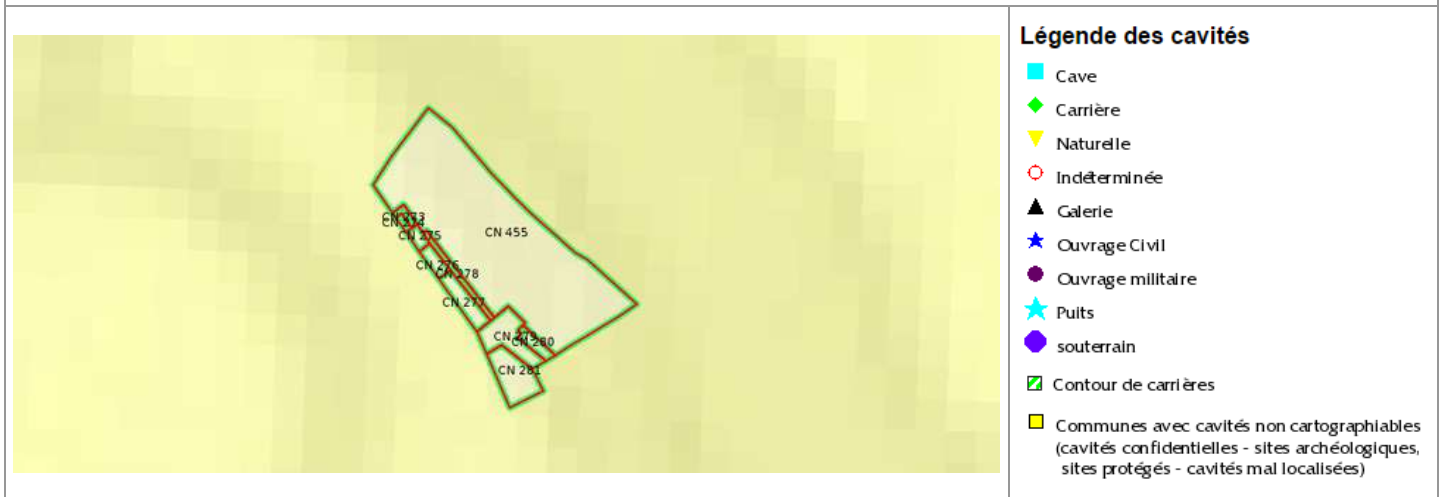 CN 273
CN 274
CN 275
CN 455
CN 276
CN 278
CN 277
CN 279
CN 280
CN 281
Légende des cavités
Cave
Carrière
Naturelle
Indéterminée
Galerie
Ouvrage Civil
Ouvrage militaire
Puits
souterrain
Contour de carrières
Communes avec cavités non cartographiables
(cavités confidentielles - sites archéologiques,
sites protégés - cavités mal localisées)